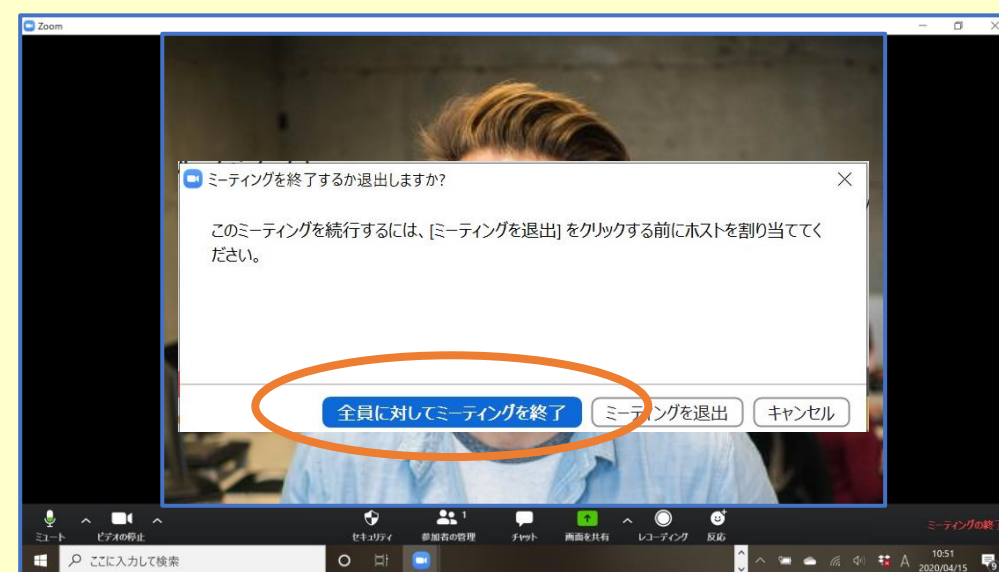 Zoom
ミーティングを終了するか退出しますか?
このミーティングを続行するには、[ミーティングを退出] をクリックする前にホストを割り当ててく
ださい。
全員に対してミーティングを終了 ミーティングを退出 キャンセル
1
ミュート ビデオの停止 セキュリティ 参加者の管理 チャット 画面を共有 レコーディング 反応 ミーティングの終了
ここに入力して検索 A 10:51
2020/04/15 9